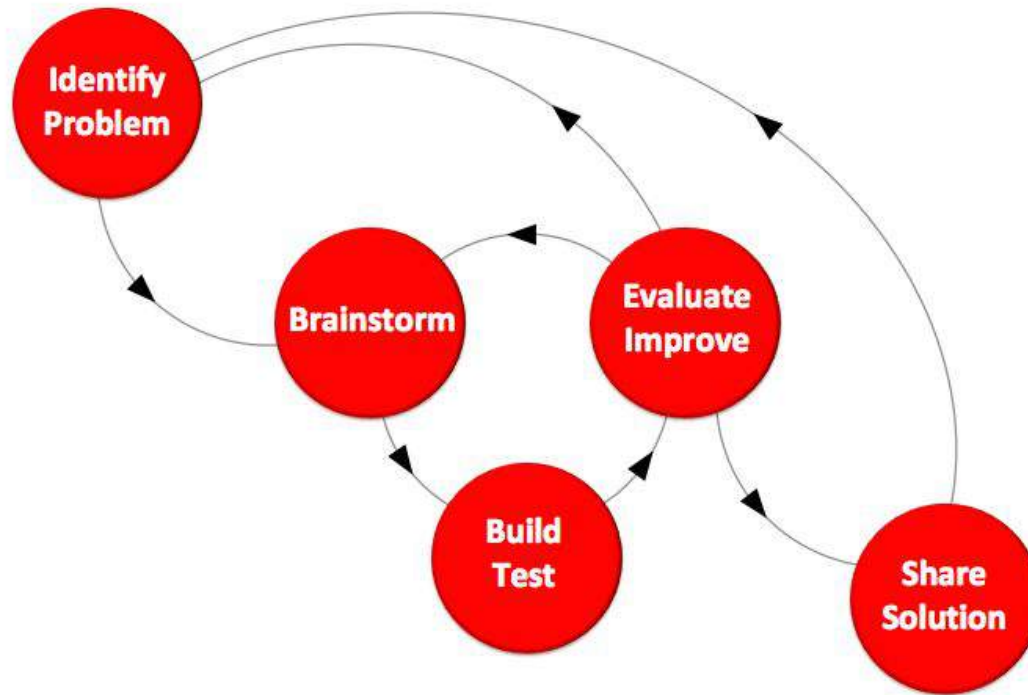 Identify
Problem
Brainstorm
Evaluate
Improve
Build
Test
Share
Solution